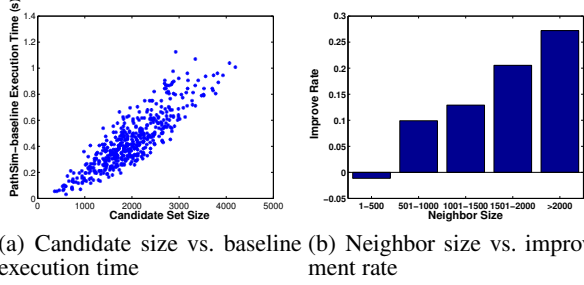 1.4
1.2
1
0.8
0.6
0.4
0.2
0
0 1000 2000 3000 4000 5000
Candidate Set Size
PathSim-baseline Execution Time (s)
0.3
0.25
0.2
0.15
0.1
0.05
0
-0.05
1-500 501-1000 1001-1500 1501-2000 >2000
Neighbor Size
Improve Rate
(a) Candidate size vs. baseline (b) Neighbor size vs. improve-
execution time ment rate